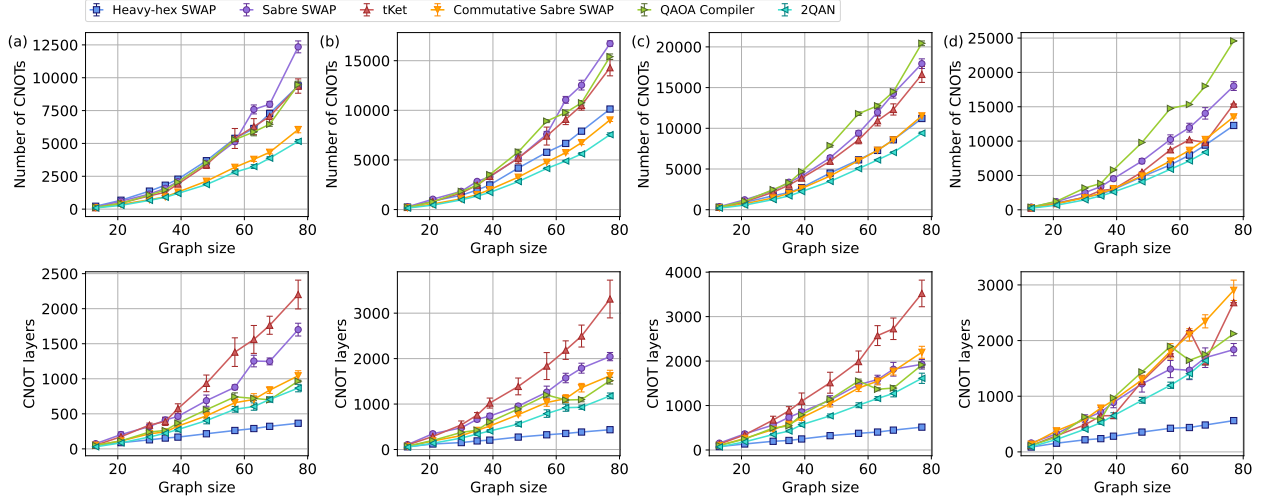 Heavy-hex SWAP Sabre SWAP tKet Commutative Sabre SWAP QAOA Compiler 2QAN
(a)
Number of CNOTs
12500
10000
7500
5000
2500
0
20 40 60 80
Graph size
(b)
Number of CNOTs
15000
10000
5000
0
20 40 60 80
Graph size
(c)
Number of CNOTs
20000
15000
10000
5000
0
20 40 60 80
Graph size
(d)
Number of CNOTs
25000
20000
15000
10000
5000
0
20 40 60 80
Graph size
CNOT layers
2500
2000
1500
1000
500
0
20 40 60 80
Graph size
CNOT layers
3000
2000
1000
0
20 40 60 80
Graph size
CNOT layers
4000
3000
2000
1000
0
20 40 60 80
Graph size
CNOT layers
3000
2000
1000
0
20 40 60 80
Graph size